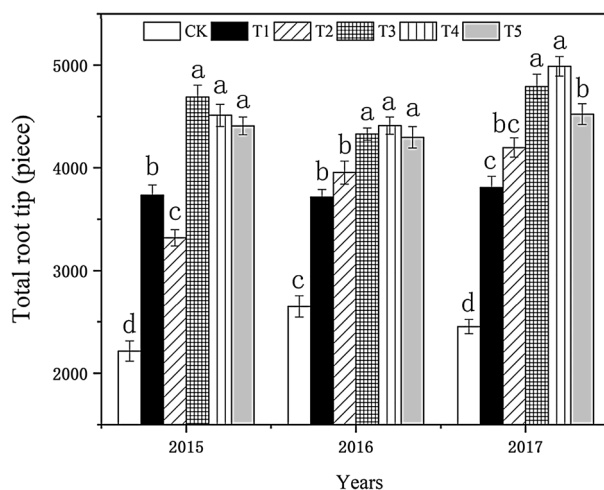 CK T1 T2 T3 T4 T5
Total root tip (piece)
5000
4000
3000
2000
d b c a a a
c b b a a a
d c bc a a b
2015 2016 2017
Years